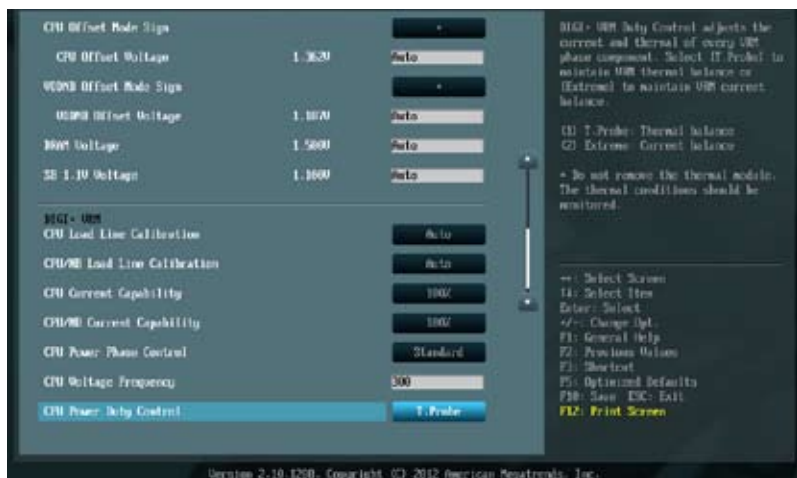 CPU Offset Mode Sign +
CPU Offset Voltage 1.362V Auto
VDDNB Offset Mode Sign +
VDDNB Offset Voltage 1.187V Auto
DRAM Voltage 1.500V Auto
SB 1.1V Voltage 1.100V Auto
DIGI+ VRM
CPU Load Line Calibration Auto
CPU/NB Load Line Calibration Auto
CPU Current Capability 100%
CPU/NB Current Capability 100%
CPU Power Phase Control Standard
CPU Voltage Frequency 300
CPU Power Duty Control T.Probe
DIGI+ VRM Duty Control adjusts the
current and thermal of every VRM
phase component. Select [T.Probe] to
maintain VRM thermal balance or
[Extreme] to maintain VRM current
balance.
(1) T.Probe: Thermal balance
(2) Extreme: Current balance
* Do not remove the thermal module.
The thermal conditions should be
monitored.
→←: Select Screen
↑↓: Select Item
Enter: Select
+/-: Change Opt.
F1: General Help
F2: Previous Values
F3: Shortcut
F5: Optimized Defaults
F10: Save ESC: Exit
F12: Print Screen
Version 2.10.1208. Copyright (C) 2012 American Megatrends, Inc.